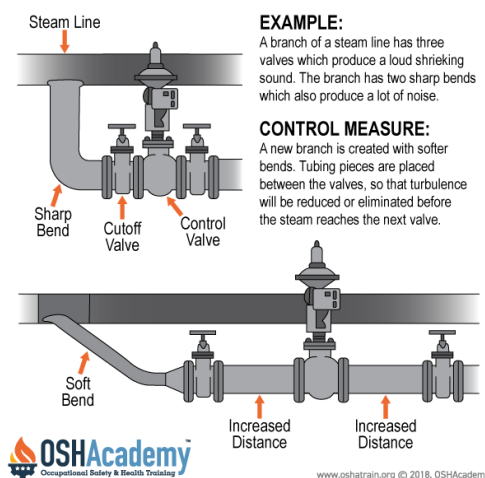 Steam Line
EXAMPLE:
A branch of a steam line has three
valves which produce a loud shrieking
sound. The branch has two sharp bends
which also produce a lot of noise.
CONTROL MEASURE:
A new branch is created with softer
bends. Tubing pieces are placed
between the valves, so that turbulence
will be reduced or eliminated before
the steam reaches the next valve.
Sharp
Bend
Cutoff
Valve
Control
Valve
Soft
Bend
Increased
Distance
Increased
Distance
OSHAcademy™
Occupational Safety & Health Training
www.oshatrain.org © 2018, OSHAcadem